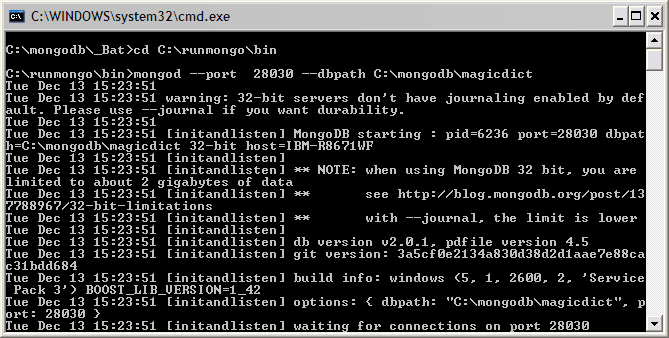 C:\WINDOWS\system32\cmd.exe
C:\mongodb\_Bat>cd C:\runmongo\bin
C:\runmongo\bin>mongod --port  28030 --dbpath C:\mongodb\magicdict
Tue Dec 13 15:23:51
Tue Dec 13 15:23:51 warning: 32-bit servers don't have journaling enabled by def
ault. Please use --journal if you want durability.
Tue Dec 13 15:23:51
Tue Dec 13 15:23:51 [initandlisten] MongoDB starting : pid=6236 port=28030 dbpat
h=C:\mongodb\magicdict 32-bit host=IBM-R8671WF
Tue Dec 13 15:23:51 [initandlisten]
Tue Dec 13 15:23:51 [initandlisten] ** NOTE: when using MongoDB 32 bit, you are
limited to about 2 gigabytes of data
Tue Dec 13 15:23:51 [initandlisten] **       see http://blog.mongodb.org/post/13
7788967/32-bit-limitations
Tue Dec 13 15:23:51 [initandlisten] **       with --journal, the limit is lower
Tue Dec 13 15:23:51 [initandlisten]
Tue Dec 13 15:23:51 [initandlisten] db version v2.0.1, pdfile version 4.5
Tue Dec 13 15:23:51 [initandlisten] git version: 3a5cf0e2134a830d38d2d1aae7e88ca
c31bdd684
Tue Dec 13 15:23:51 [initandlisten] build info: windows (5, 1, 2600, 2, 'Service
 Pack 3') BOOST_LIB_VERSION=1_42
Tue Dec 13 15:23:51 [initandlisten] options: { dbpath: "C:\mongodb\magicdict", p
ort: 28030 }
Tue Dec 13 15:23:51 [initandlisten] waiting for connections on port 28030